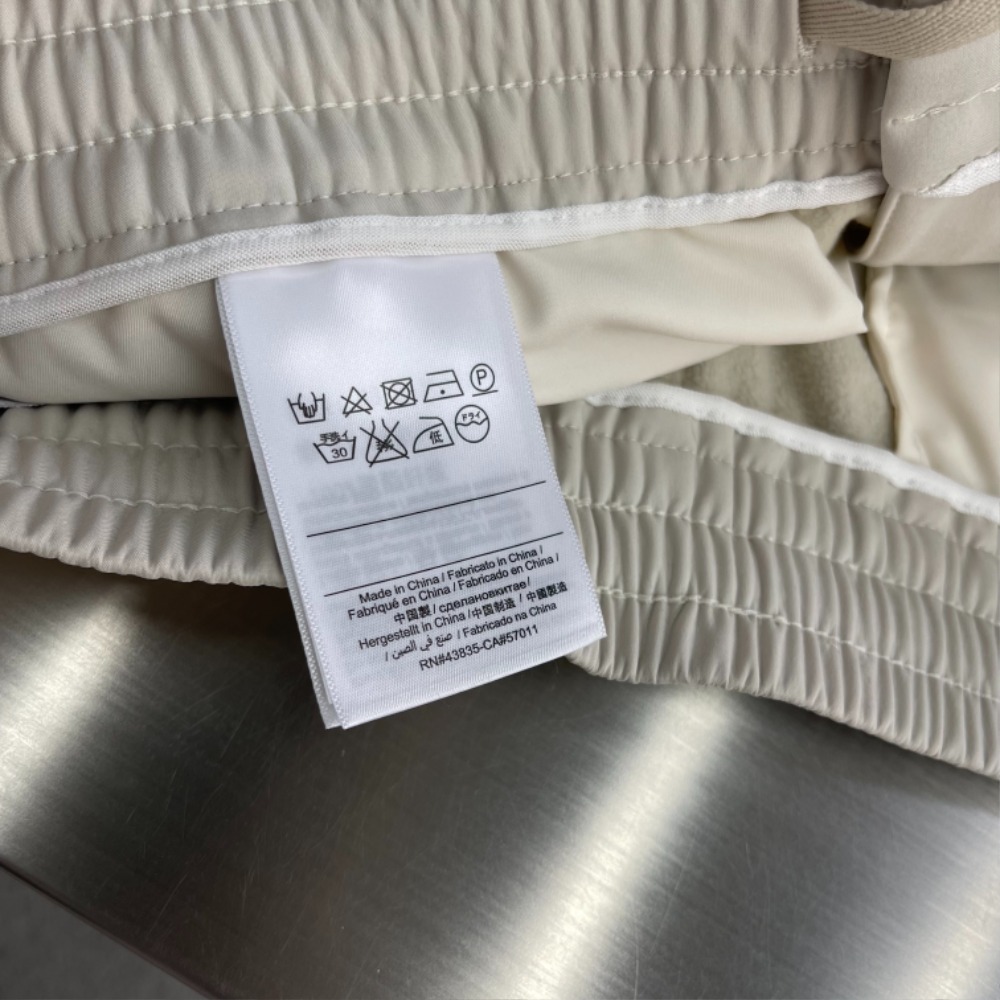 P
手洗イ 30 低 ドライ
Made in China / Fabricato in China /
Fabriqué en China / Fabricado en China /
中国製 / сделановкитае /
Hergestellt in China / 中国制造 / 中國製造
/ صنع في الصين / Fabricado na China
RN#43835-CA#57011